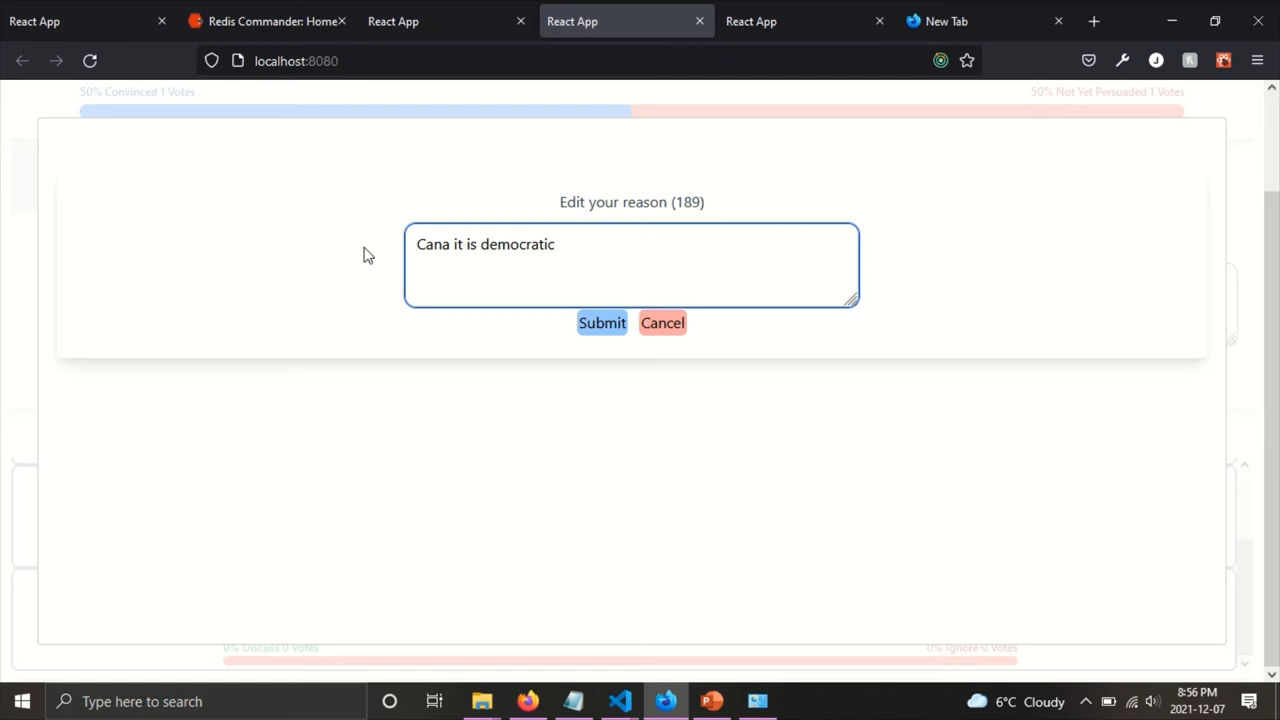 React App
Redis Commander: Home
React App
React App
React App
New Tab
localhost:8080
50% Convinced 1 Votes
50% Not Yet Persuaded 1 Votes
Edit your reason (189)
Cana it is democratic
Submit
Cancel
0% Discuss 0 Votes
0% Ignore 0 Votes
Type here to search
6°C Cloudy
8:56 PM
2021-12-07